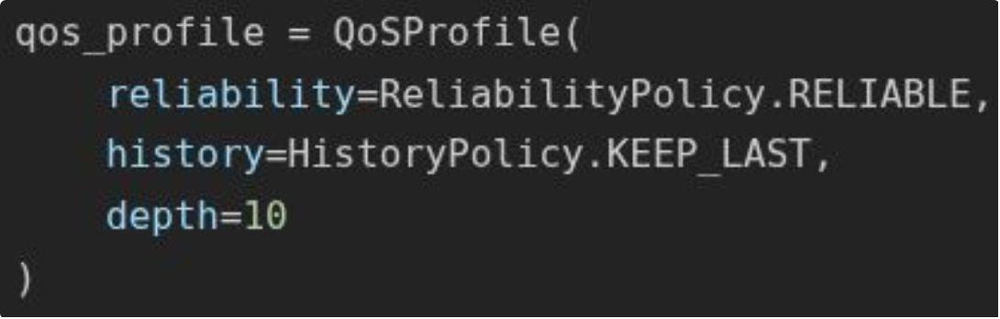 qos_profile = QoSProfile(
    reliability=ReliabilityPolicy.RELIABLE,
    history=HistoryPolicy.KEEP_LAST,
    depth=10
)